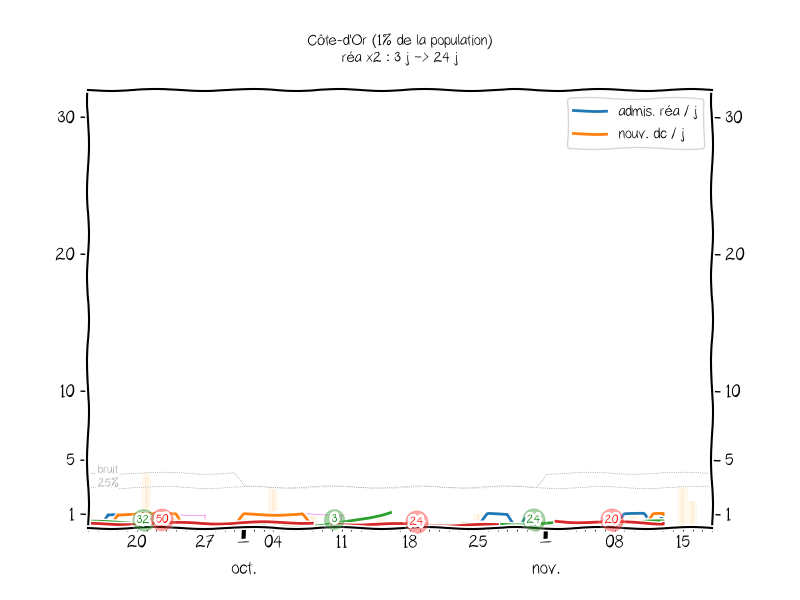 Côte-d'Or (1% de la population)
réa x2 : 3 j -> 24 j
admis. réa / j
nouv. dc / j
30 30
20 20
10 10
5 5
bruit
25%
1 1
32 50 3 24 24 20
20 27 04 11 18 25 08 15
oct. nov.